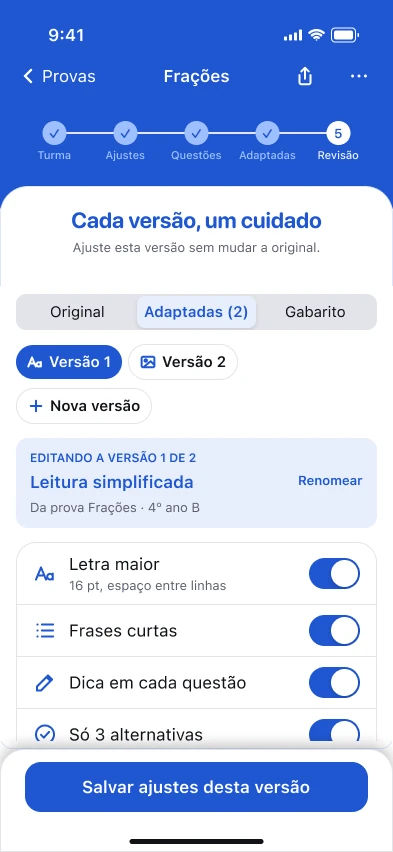 9:41
Provas
Frações
5
Turma
Ajustes
Questões
Adaptadas
Revisão
Cada versão, um cuidado
Ajuste esta versão sem mudar a original.
Original
Adaptadas (2)
Gabarito
Aa Versão 1
Versão 2
+ Nova versão
EDITANDO A VERSÃO 1 DE 2
Leitura simplificada
Renomear
Da prova Frações · 4º ano B
Aa
Letra maior
16 pt, espaço entre linhas
Frases curtas
Dica em cada questão
Só 3 alternativas
Salvar ajustes desta versão